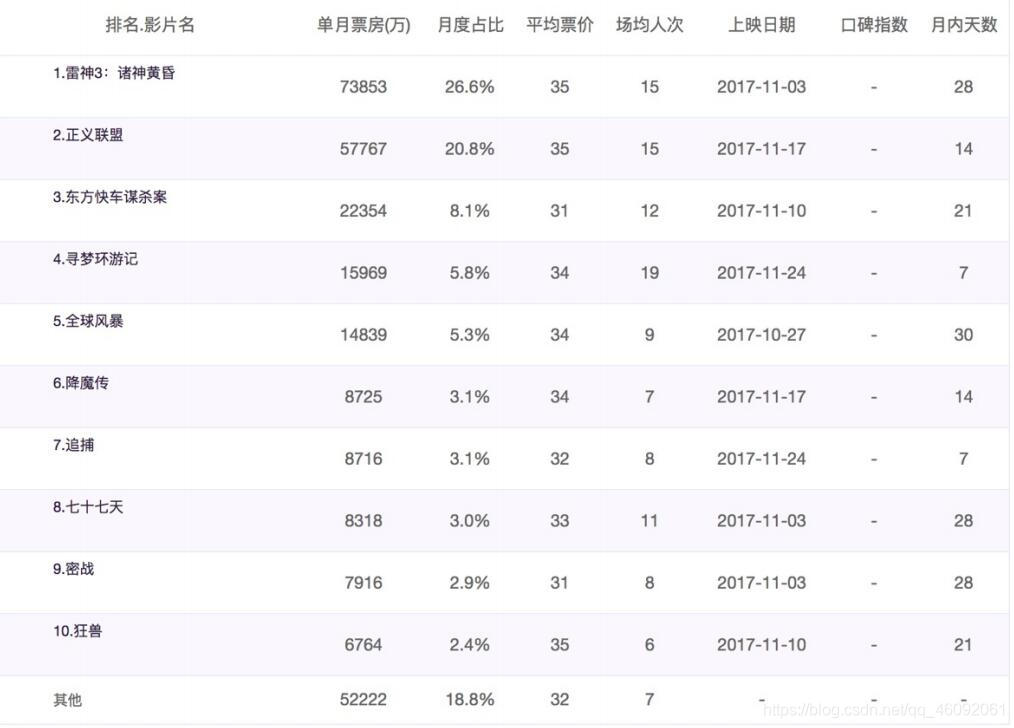 排名.影片名 单月票房(万) 月度占比 平均票价 场均人次 上映日期 口碑指数 月内天数
1.雷神3：诸神黄昏 73853 26.6% 35 15 2017-11-03 - 28
2.正义联盟 57767 20.8% 35 15 2017-11-17 - 14
3.东方快车谋杀案 22354 8.1% 31 12 2017-11-10 - 21
4.寻梦环游记 15969 5.8% 34 19 2017-11-24 - 7
5.全球风暴 14839 5.3% 34 9 2017-10-27 - 30
6.降魔传 8725 3.1% 34 7 2017-11-17 - 14
7.追捕 8716 3.1% 32 8 2017-11-24 - 7
8.七十七天 8318 3.0% 33 11 2017-11-03 - 28
9.密战 7916 2.9% 31 8 2017-11-03 - 28
10.狂兽 6764 2.4% 35 6 2017-11-10 - 21
其他 52222 18.8% 32 7 - - -
https://blog.csdn.net/qq_46092061